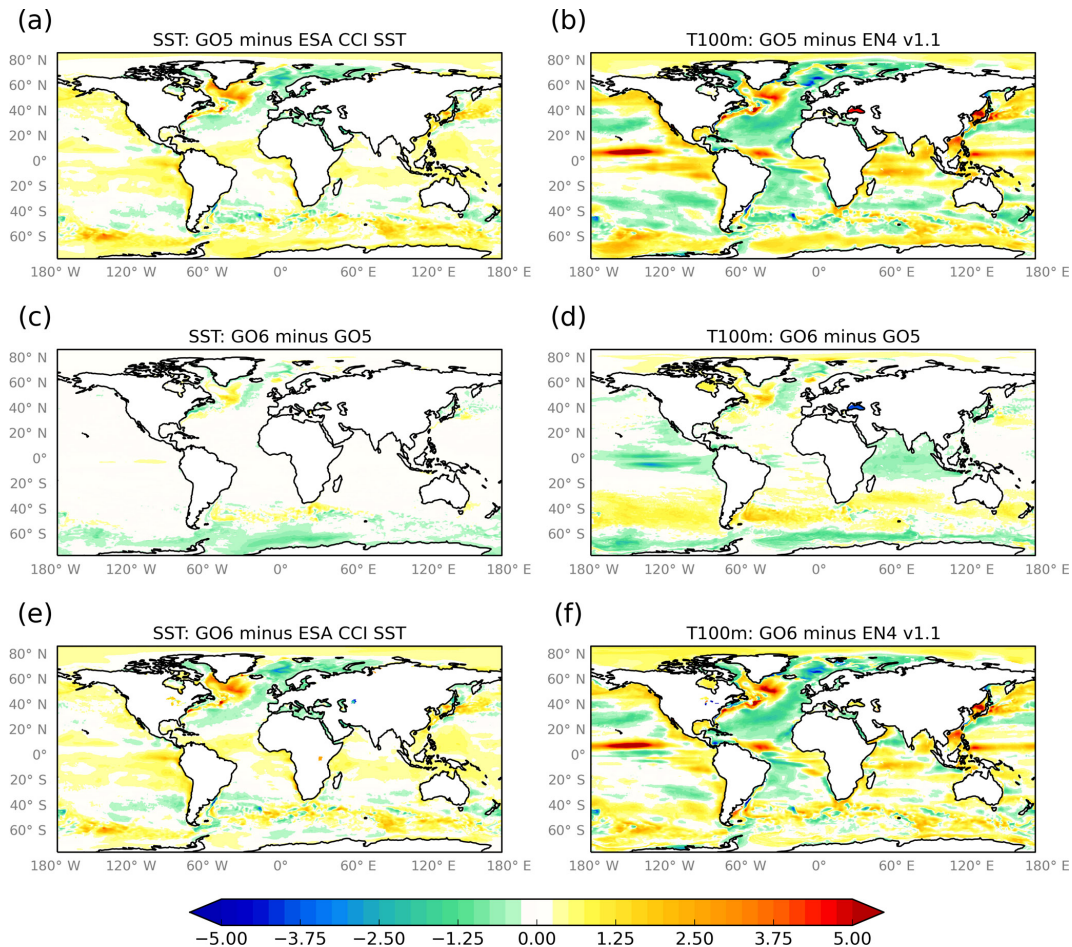 (a)
SST: GO5 minus ESA CCI SST
80° N
60° N
40° N
20° N
0°
20° S
40° S
60° S
180° W 120° W 60° W 0° 60° E 120° E 180° E
(b)
T100m: GO5 minus EN4 v1.1
80° N
60° N
40° N
20° N
0°
20° S
40° S
60° S
180° W 120° W 60° W 0° 60° E 120° E 180° E
(c)
SST: GO6 minus GO5
80° N
60° N
40° N
20° N
0°
20° S
40° S
60° S
180° W 120° W 60° W 0° 60° E 120° E 180° E
(d)
T100m: GO6 minus GO5
80° N
60° N
40° N
20° N
0°
20° S
40° S
60° S
180° W 120° W 60° W 0° 60° E 120° E 180° E
(e)
SST: GO6 minus ESA CCI SST
80° N
60° N
40° N
20° N
0°
20° S
40° S
60° S
180° W 120° W 60° W 0° 60° E 120° E 180° E
(f)
T100m: GO6 minus EN4 v1.1
80° N
60° N
40° N
20° N
0°
20° S
40° S
60° S
180° W 120° W 60° W 0° 60° E 120° E 180° E
−5.00 −3.75 −2.50 −1.25 0.00 1.25 2.50 3.75 5.00